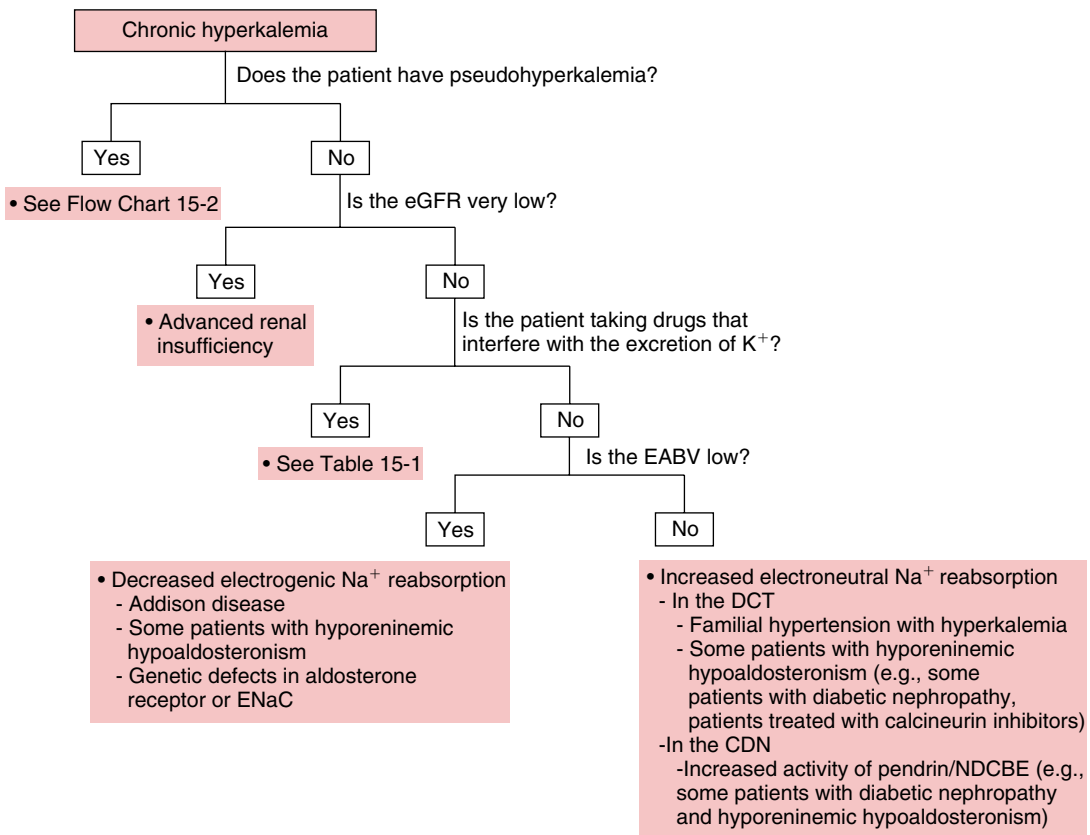 Chronic hyperkalemia
Does the patient have pseudohyperkalemia?
Yes
No
• See Flow Chart 15-2
Is the eGFR very low?
Yes
No
• Advanced renal
insufficiency
Is the patient taking drugs that
interfere with the excretion of K⁺?
Yes
No
• See Table 15-1
Is the EABV low?
Yes
No
• Decreased electrogenic Na⁺ reabsorption
- Addison disease
- Some patients with hyporeninemic
hypoaldosteronism
- Genetic defects in aldosterone
receptor or ENaC
• Increased electroneutral Na⁺ reabsorption
- In the DCT
- Familial hypertension with hyperkalemia
- Some patients with hyporeninemic
hypoaldosteronism (e.g., some
patients with diabetic nephropathy,
patients treated with calcineurin inhibitors)
-In the CDN
-Increased activity of pendrin/NDCBE (e.g.,
some patients with diabetic nephropathy
and hyporeninemic hypoaldosteronism)